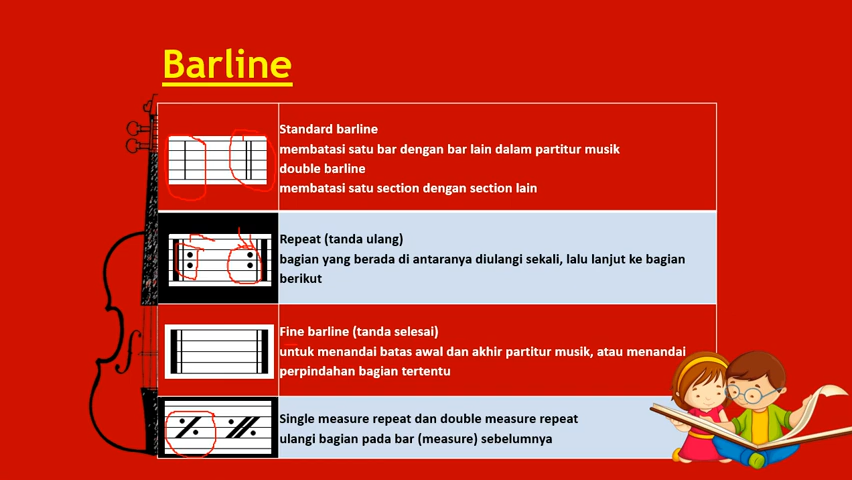 Barline
Standard barline
membatasi satu bar dengan bar lain dalam partitur musik
double barline
membatasi satu section dengan section lain
Repeat (tanda ulang)
bagian yang berada di antaranya diulangi sekali, lalu lanjut ke bagian
berikut
Fine barline (tanda selesai)
untuk menandai batas awal dan akhir partitur musik, atau menandai
perpindahan bagian tertentu
Single measure repeat dan double measure repeat
ulangi bagian pada bar (measure) sebelumnya